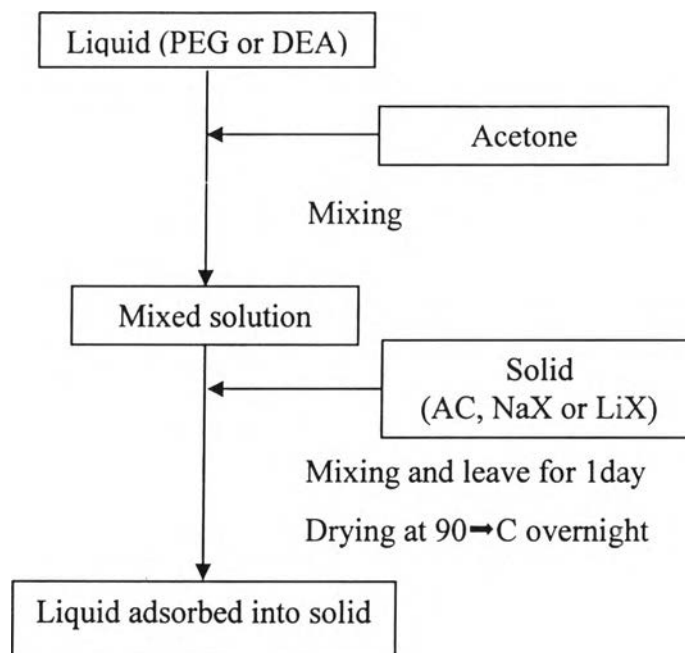 Liquid (PEG or DEA)
Acetone
Mixing
Mixed solution
Solid
(AC, NaX or LiX)
Mixing and leave for 1day
Drying at 90➞C overnight
Liquid adsorbed into solid